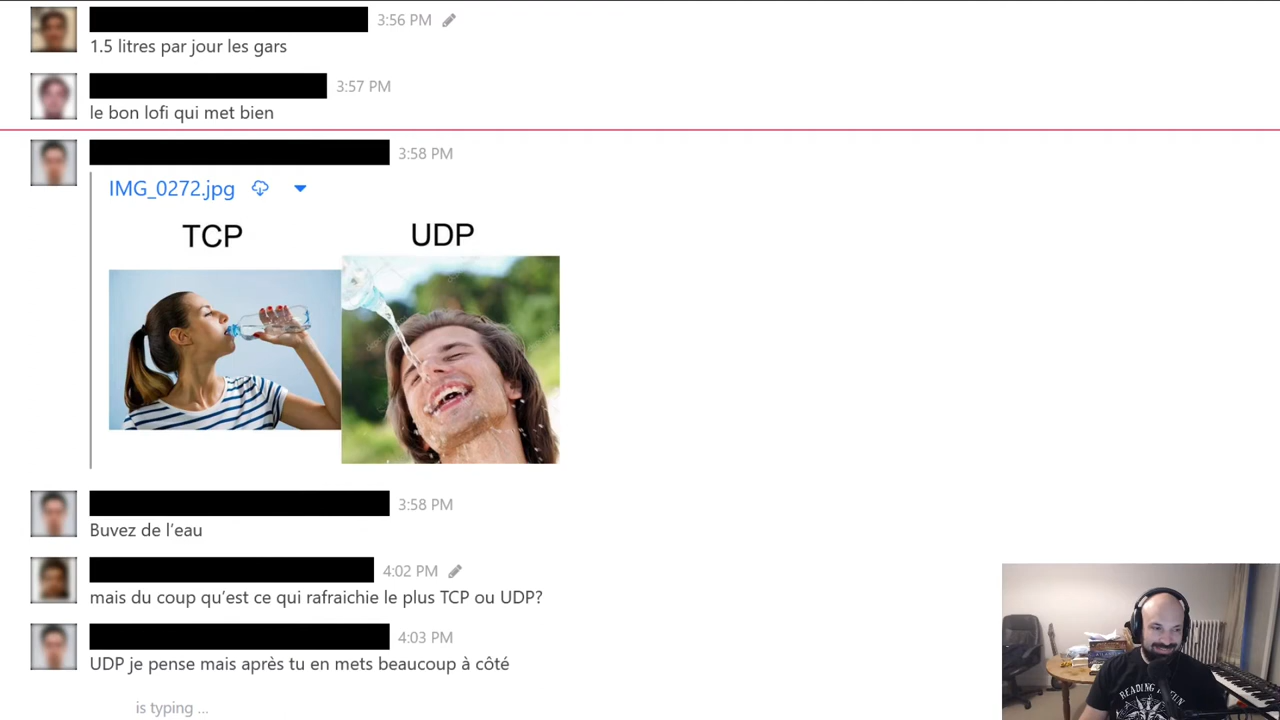 3:56 PM
1.5 litres par jour les gars
3:57 PM
le bon lofi qui met bien
3:58 PM
IMG_0272.jpg
TCP UDP
3:58 PM
Buvez de l'eau
4:02 PM
mais du coup qu'est ce qui rafraichie le plus TCP ou UDP?
4:03 PM
UDP je pense mais après tu en mets beaucoup à côté
is typing ...
READING